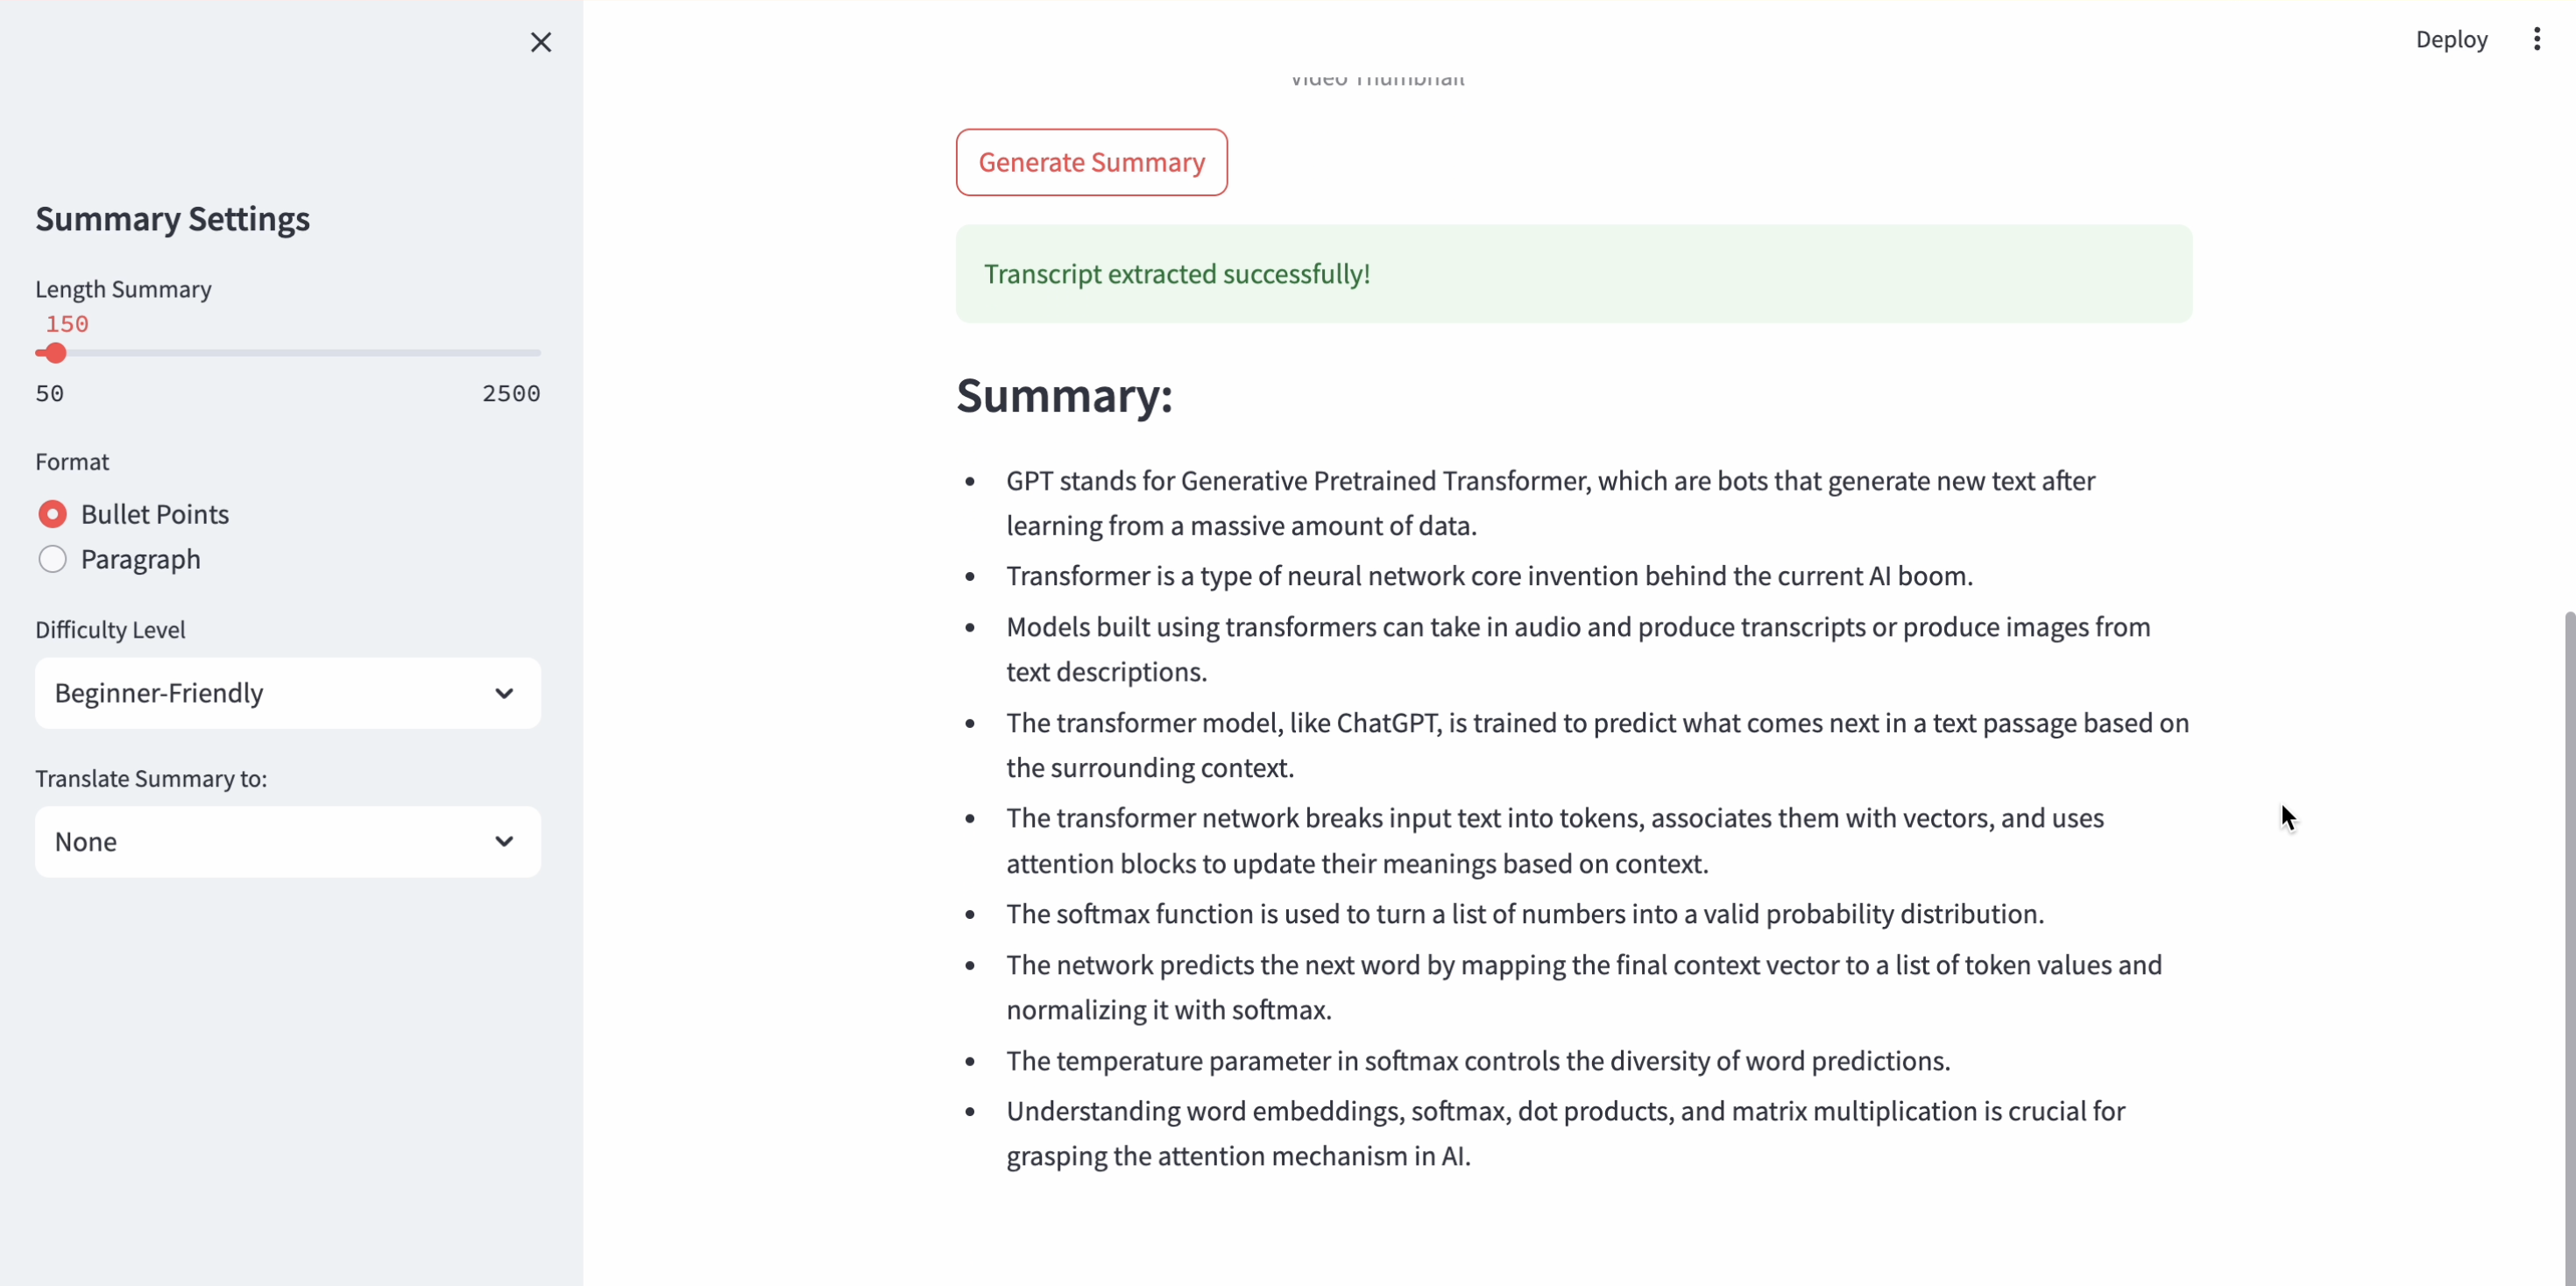 Deploy
Video Thumbnail
Generate Summary
Summary Settings
Transcript extracted successfully!
Length Summary
150
50 2500
Summary:
Format
Bullet Points
Paragraph
Difficulty Level
Beginner-Friendly
Translate Summary to:
None
GPT stands for Generative Pretrained Transformer, which are bots that generate new text after
learning from a massive amount of data.
Transformer is a type of neural network core invention behind the current AI boom.
Models built using transformers can take in audio and produce transcripts or produce images from
text descriptions.
The transformer model, like ChatGPT, is trained to predict what comes next in a text passage based on
the surrounding context.
The transformer network breaks input text into tokens, associates them with vectors, and uses
attention blocks to update their meanings based on context.
The softmax function is used to turn a list of numbers into a valid probability distribution.
The network predicts the next word by mapping the final context vector to a list of token values and
normalizing it with softmax.
The temperature parameter in softmax controls the diversity of word predictions.
Understanding word embeddings, softmax, dot products, and matrix multiplication is crucial for
grasping the attention mechanism in AI.